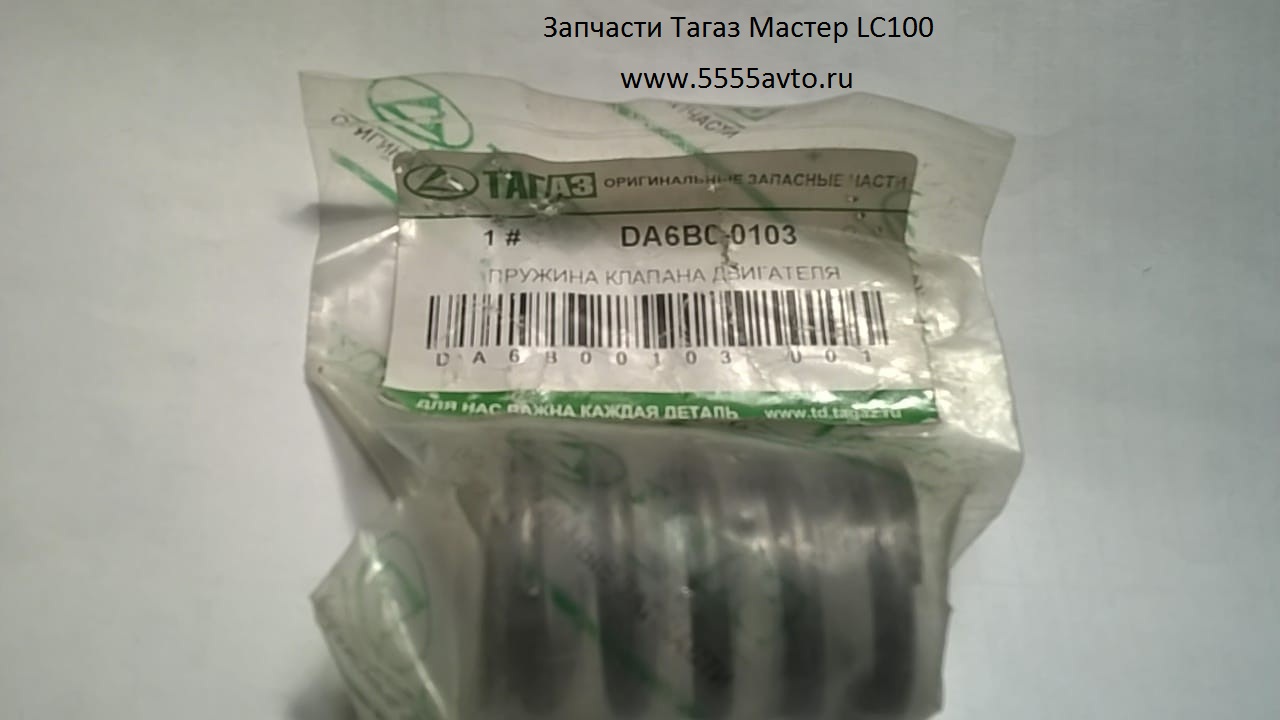 Запчасти Тагаз Мастер LC100
www.5555avto.ru
ЧАСТИ
ТАГАЗ ОРИГИНАЛЬНЫЕ ЗАПАСНЫЕ ЧАСТИ
1 # DA6B0-0103
ПРУЖИНА КЛАПАНА ДВИГАТЕЛЯ
DA6B00103 001
ДЛЯ НАС ВАЖНА КАЖДАЯ ДЕТАЛЬ www.td.tagaz.ru